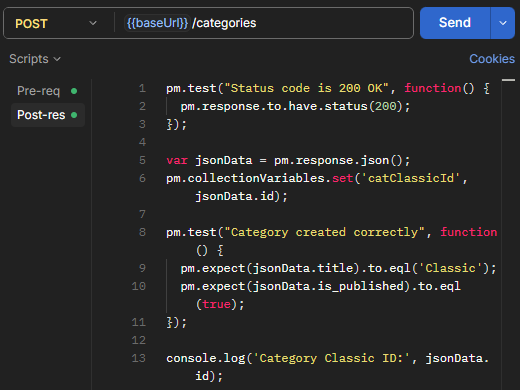 POST {{baseUrl}} /categories Send
Scripts Cookies
Pre-req
Post-res
1 pm.test("Status code is 200 OK", function() {
2 pm.response.to.have.status(200);
3 });
4
5 var jsonData = pm.response.json();
6 pm.collectionVariables.set('catClassicId',
jsonData.id);
7
8 pm.test("Category created correctly", function
() {
9 pm.expect(jsonData.title).to.eql('Classic');
10 pm.expect(jsonData.is_published).to.eql
(true);
11 });
12
13 console.log('Category Classic ID:', jsonData.
id);